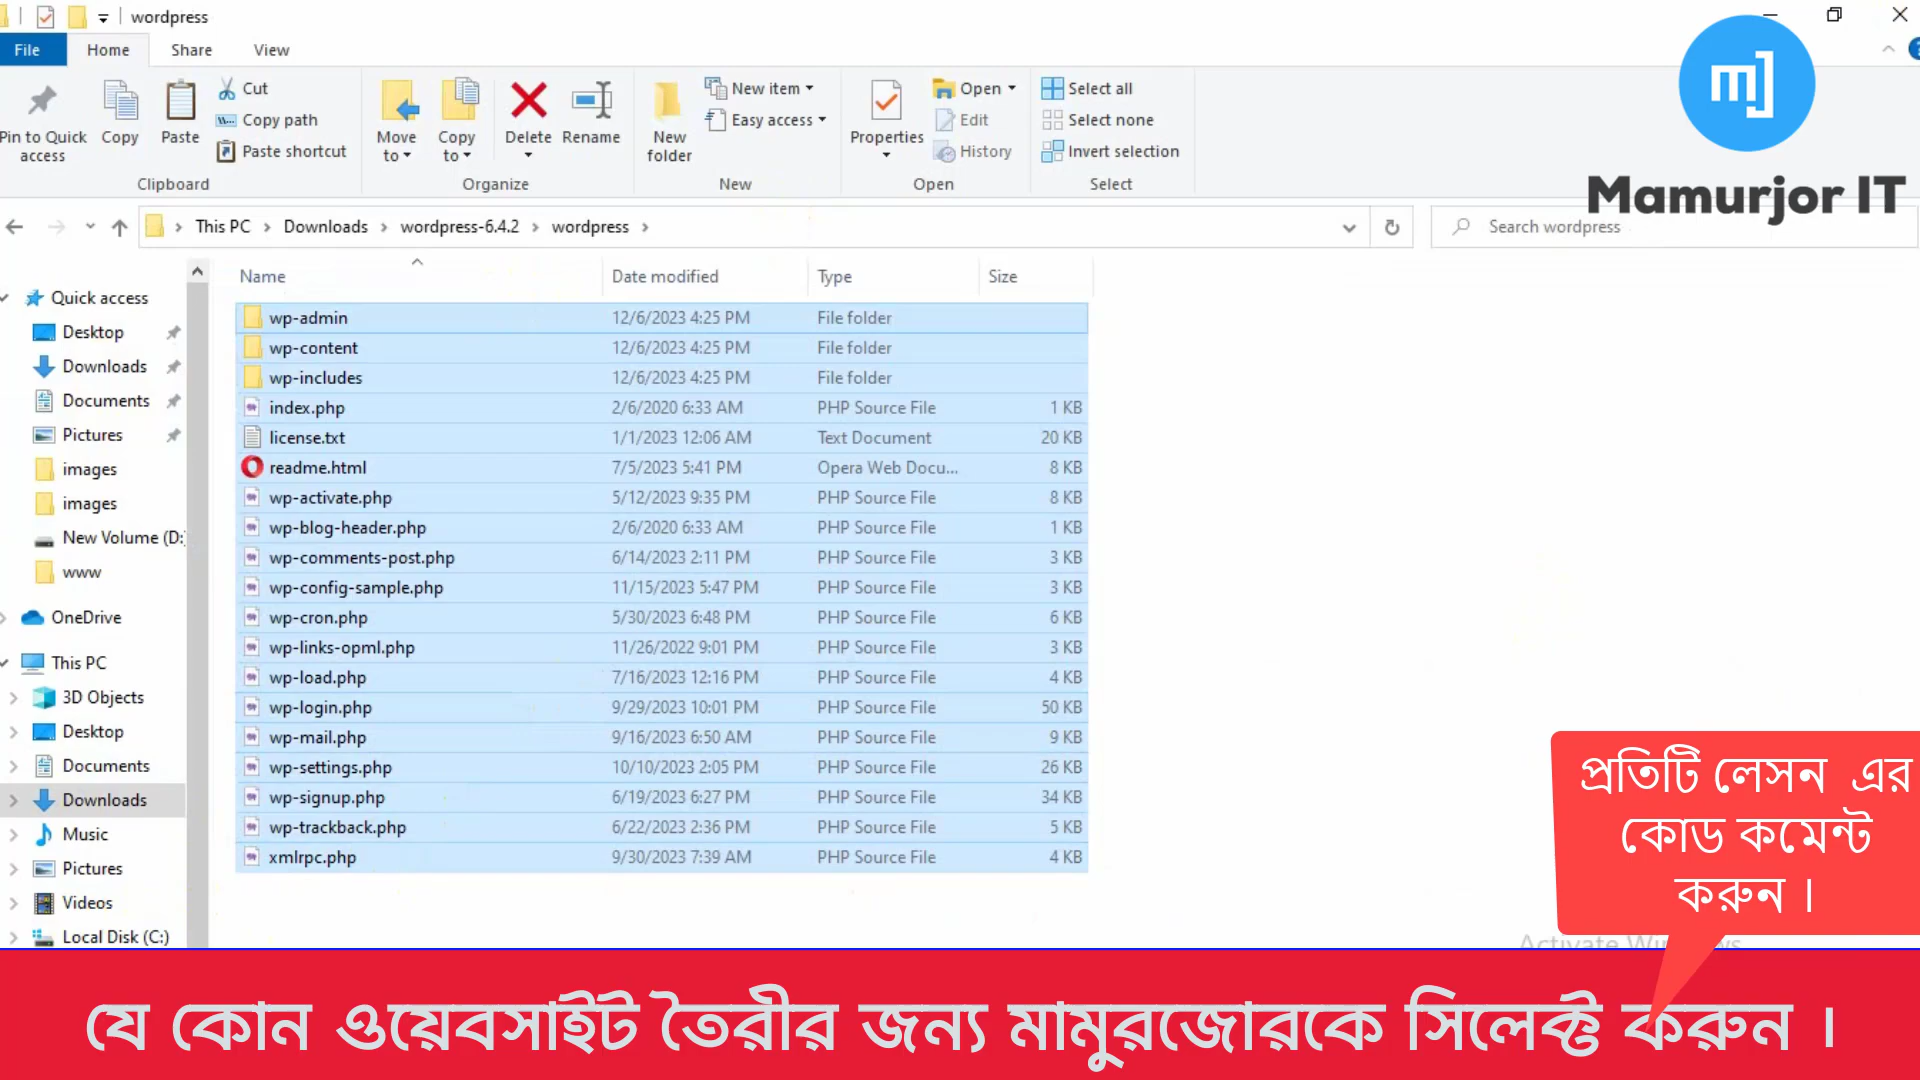 wordpress
File Home Share View
Pin to Quick access
Copy
Paste
Cut
Copy path
Paste shortcut
Clipboard
Move to
Copy to
Delete
Rename
Organize
New folder
New item
Easy access
New
Properties
Open
Edit
History
Open
Select all
Select none
Invert selection
Select
mj
Mamurjor IT
This PC > Downloads > wordpress-6.4.2 > wordpress >
Search wordpress
Quick access
Desktop
Downloads
Documents
Pictures
images
images
New Volume (D:)
www
OneDrive
This PC
3D Objects
Desktop
Documents
Downloads
Music
Pictures
Videos
Local Disk (C:)
Name Date modified Type Size
wp-admin 12/6/2023 4:25 PM File folder
wp-content 12/6/2023 4:25 PM File folder
wp-includes 12/6/2023 4:25 PM File folder
index.php 2/6/2020 6:33 AM PHP Source File 1 KB
license.txt 1/1/2023 12:06 AM Text Document 20 KB
readme.html 7/5/2023 5:41 PM Opera Web Docu... 8 KB
wp-activate.php 5/12/2023 9:35 PM PHP Source File 8 KB
wp-blog-header.php 2/6/2020 6:33 AM PHP Source File 1 KB
wp-comments-post.php 6/14/2023 2:11 PM PHP Source File 3 KB
wp-config-sample.php 11/15/2023 5:47 PM PHP Source File 3 KB
wp-cron.php 5/30/2023 6:48 PM PHP Source File 6 KB
wp-links-opml.php 11/26/2022 9:01 PM PHP Source File 3 KB
wp-load.php 7/16/2023 12:16 PM PHP Source File 4 KB
wp-login.php 9/29/2023 10:01 PM PHP Source File 50 KB
wp-mail.php 9/16/2023 6:50 AM PHP Source File 9 KB
wp-settings.php 10/10/2023 2:05 PM PHP Source File 26 KB
wp-signup.php 6/19/2023 6:27 PM PHP Source File 34 KB
wp-trackback.php 6/22/2023 2:36 PM PHP Source File 5 KB
xmlrpc.php 9/30/2023 7:39 AM PHP Source File 4 KB
প্রতিটি লেসন এর
কোড কমেন্ট
করুন ।
Activate
যে কোন ওয়েবসাইট তৈরীর জন্য মামুরজোরকে সিলেক্ট করুন ।